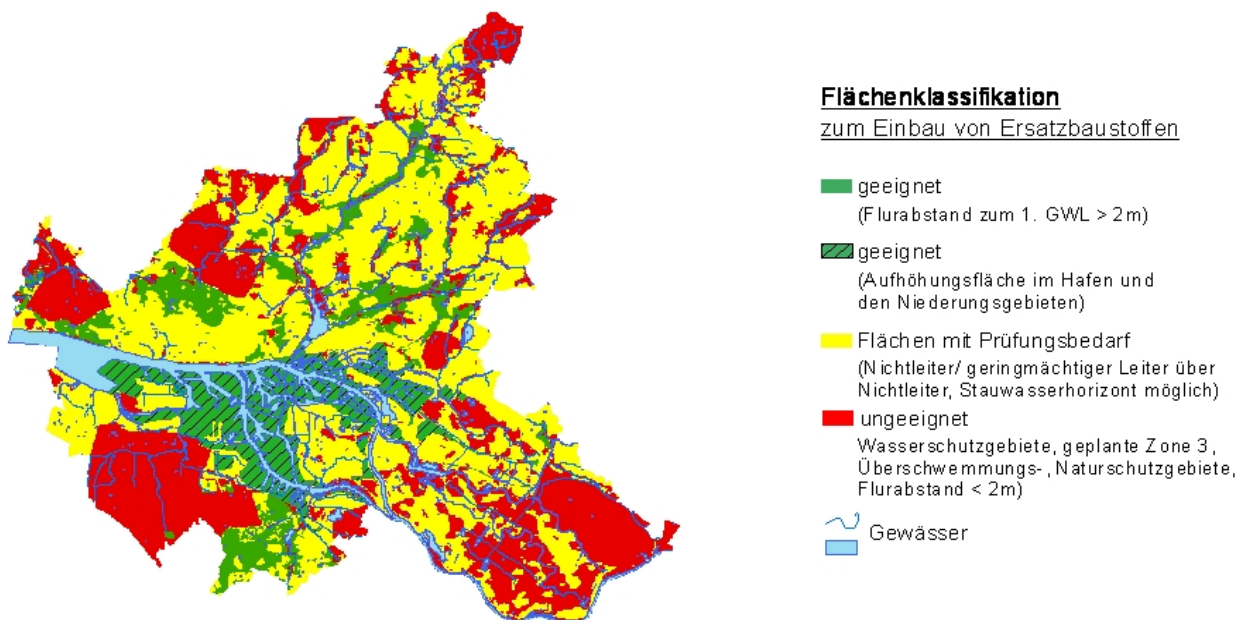 Flächenklassifikation
zum Einbau von Ersatzbaustoffen
geeignet
(Flurabstand zum 1. GWL > 2m)
geeignet
(Aufhöhungsfläche im Hafen und
den Niederungsgebieten)
Flächen mit Prüfungsbedarf
(Nichtleiter/ geringmächtiger Leiter über
Nichtleiter, Stauwasserhorizont möglich)
ungeeignet
Wasserschutzgebiete, geplante Zone 3,
Überschwemmungs-, Naturschutzgebiete,
Flurabstand < 2m)
Gewässer